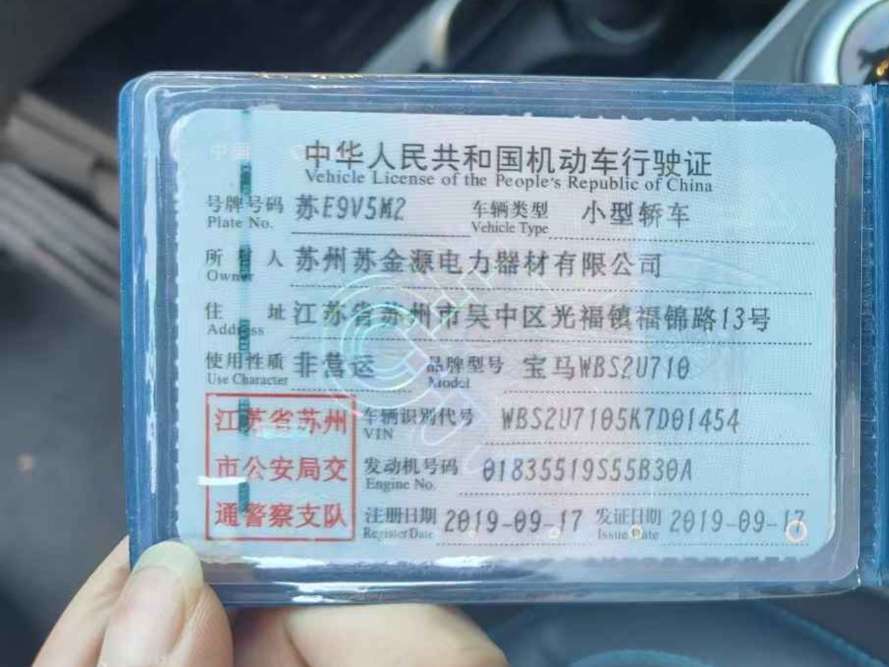 中华人民共和国机动车行驶证
Vehicle License of the People's Republic of China
号牌号码 苏E9V5M2 车辆类型 小型轿车
Plate No. Vehicle Type
所有人 苏州苏金源电力器材有限公司
Owner
住址 江苏省苏州市吴中区光福镇福锦路13号
Address
使用性质 非营运 品牌型号 宝马WBS2U710
Use Character Model
江苏省苏州 车辆识别代号 WBS2U7105K7D01454
VIN
市公安局交 发动机号码 01835519S55B30A
Engine No.
通警察支队 注册日期 2019-09-17 发证日期 2019-09-17
Register Date Issue Date